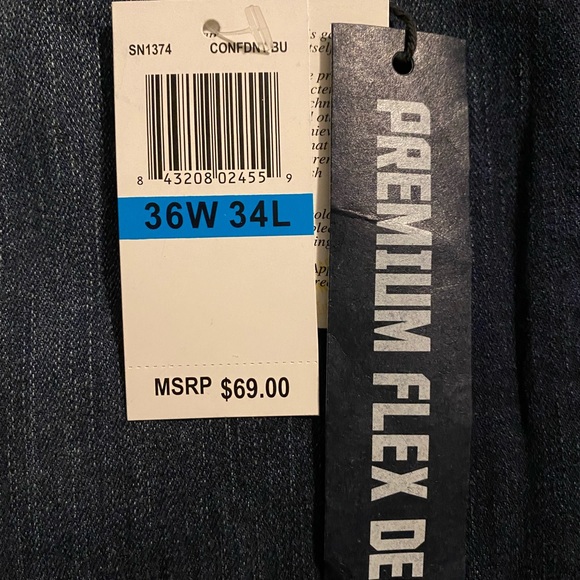 SN1374 CONFDNT BU
8 43208 02455 9
36W 34L
MSRP $69.00
PREMIUM FLEX DE